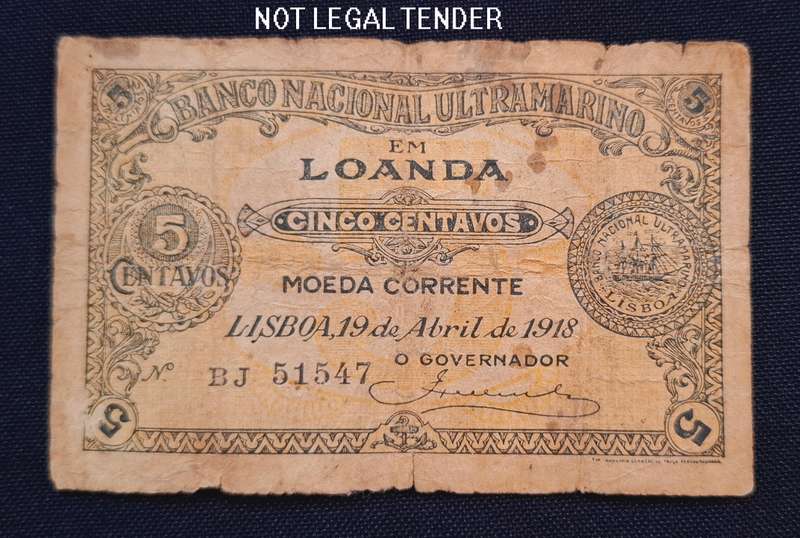 NOT LEGAL TENDER
5
5
BANCO NACIONAL ULTRAMARINO
EM
LOANDA
CINCO CENTAVOS
5
CENTAVOS
BANCO NACIONAL ULTRAMARINO
LISBOA
MOEDA CORRENTE
LISBOA, 19 de Abril de 1918
O GOVERNADOR
N. BJ 51547
5
5